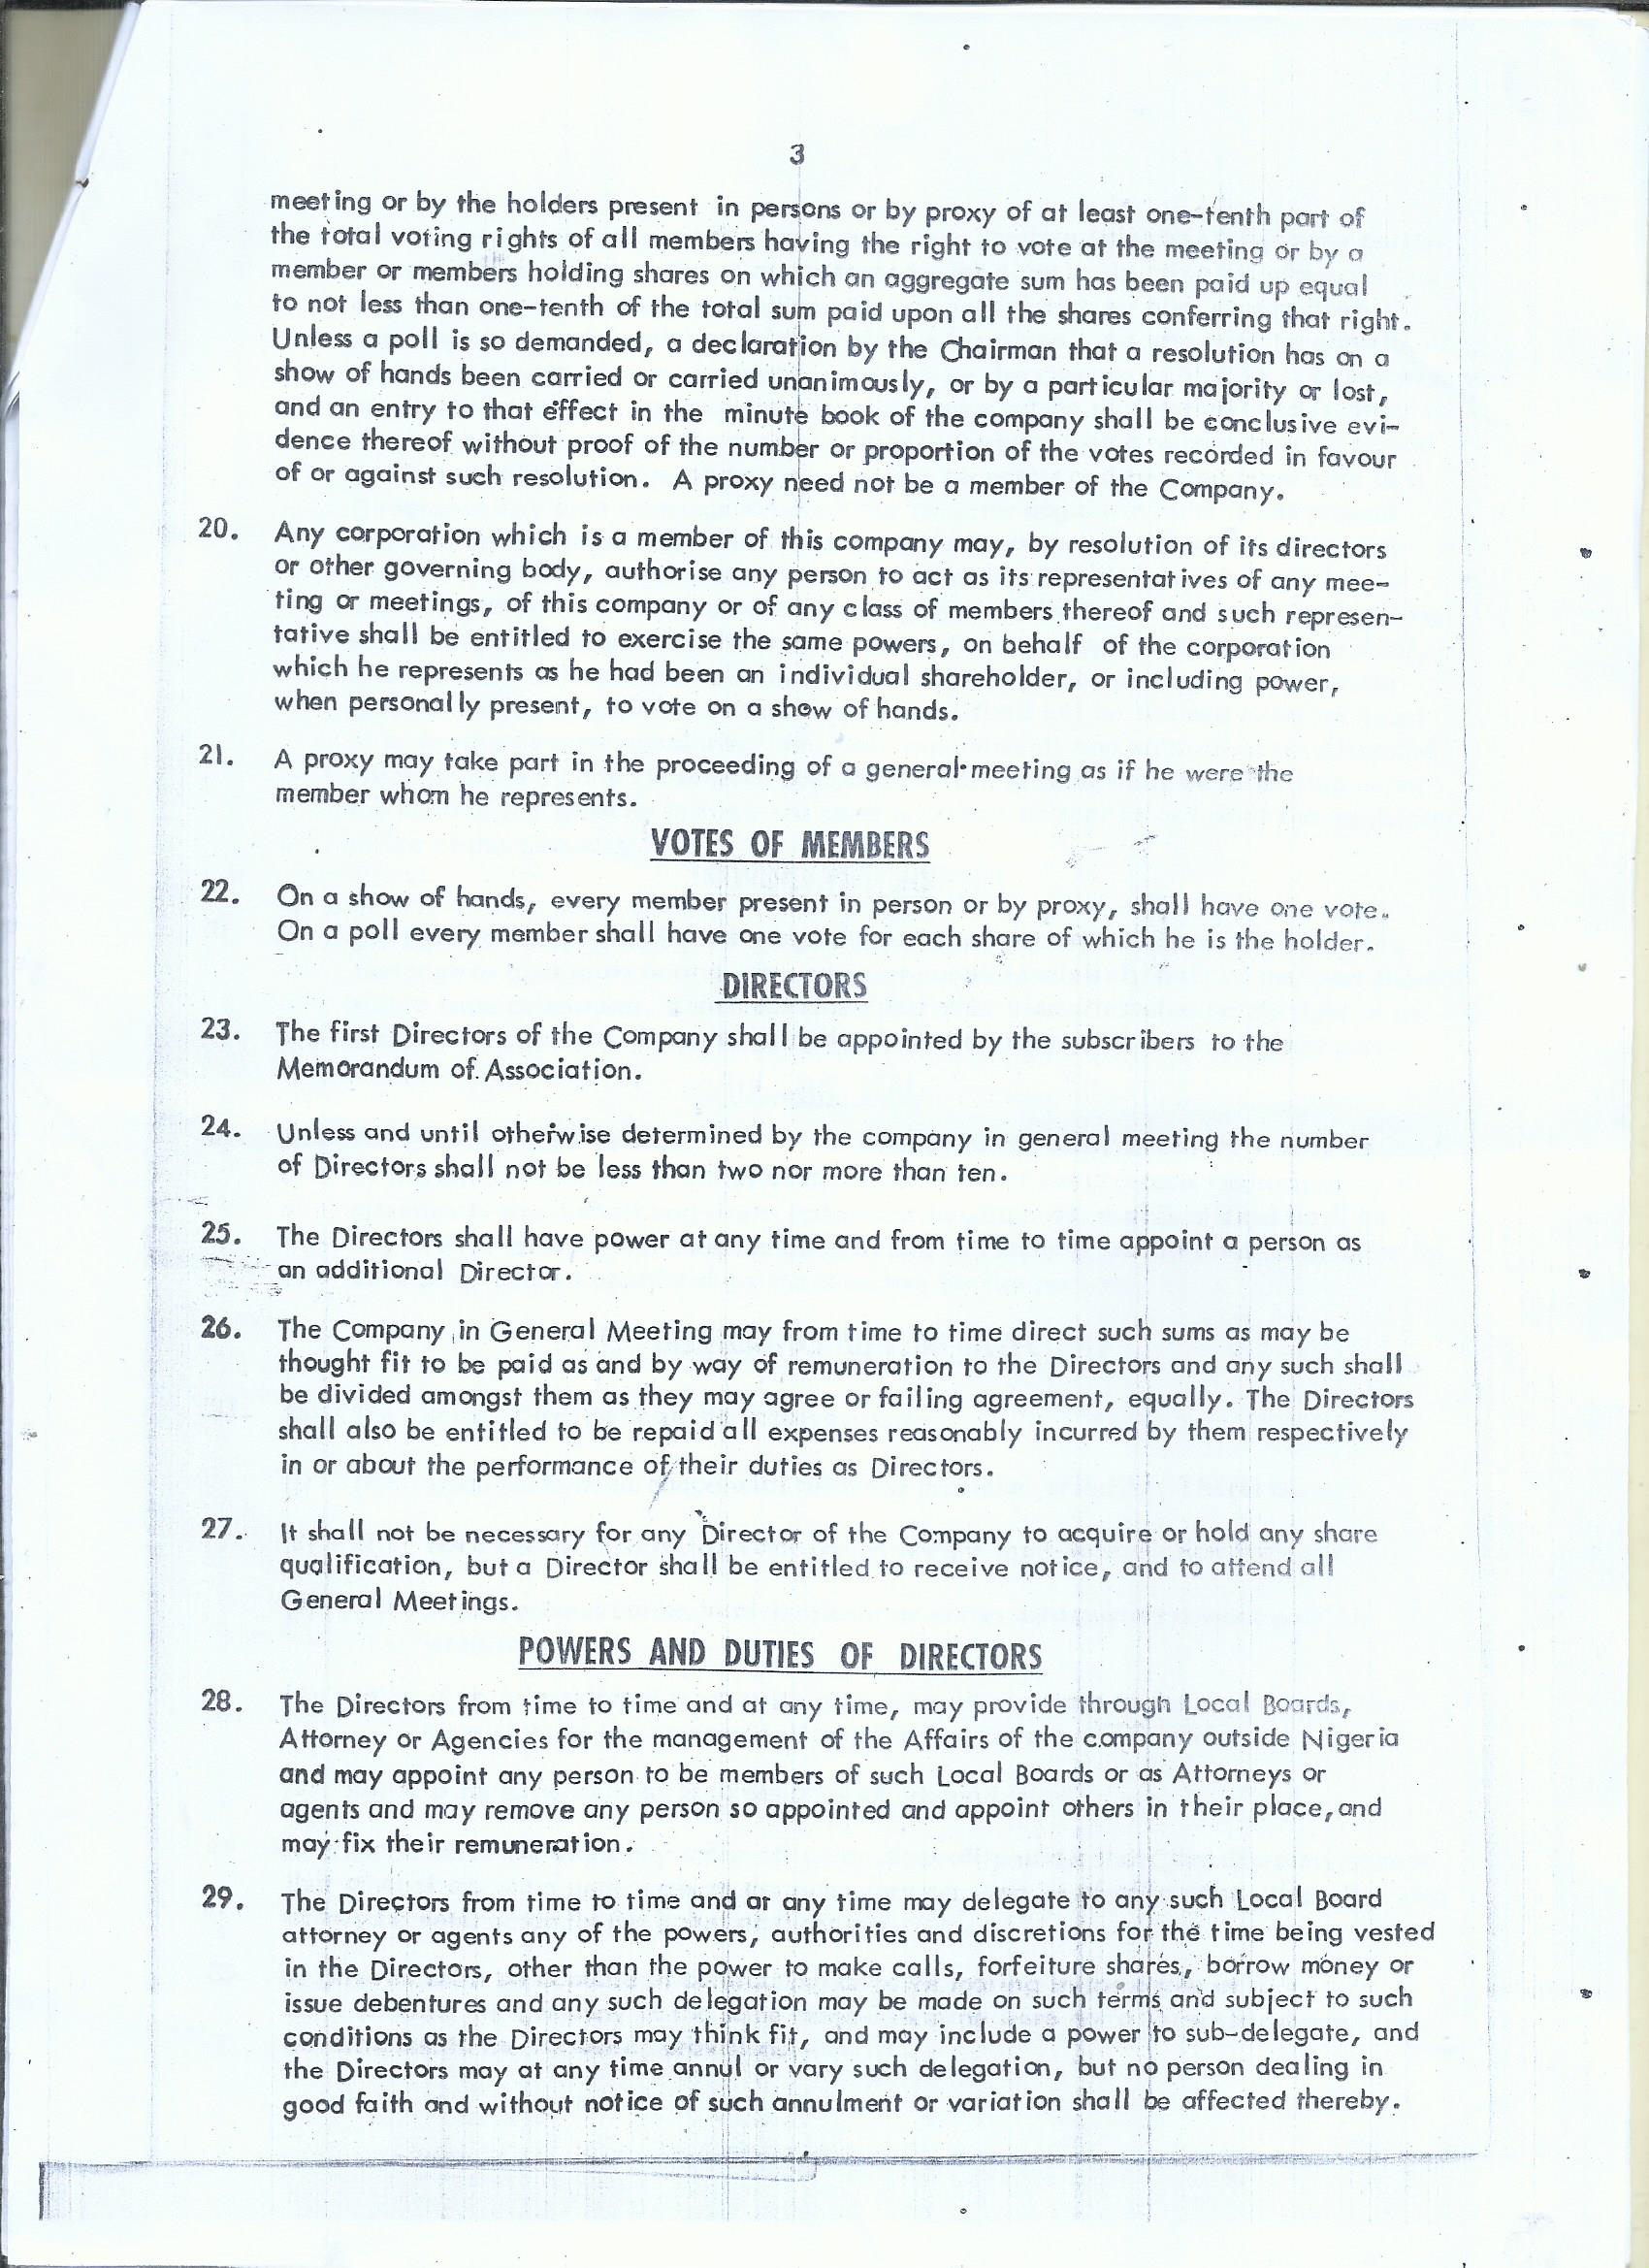 3
meeting or by the holders present in persons or by proxy of at least one-tenth part of
the total voting rights of all members having the right to vote at the meeting or by a
member or members holding shares on which an aggregate sum has been paid up equal
to not less than one-tenth of the total sum paid upon all the shares conferring that right.
Unless a poll is so demanded, a declaration by the Chairman that a resolution has on a
show of hands been carried or carried unanimously, or by a particular majority or lost,
and an entry to that effect in the minute book of the company shall be conclusive evi-
dence thereof without proof of the number or proportion of the votes recorded in favour
of or against such resolution. A proxy need not be a member of the Company.
20. Any corporation which is a member of this company may, by resolution of its directors
or other governing body, authorise any person to act as its representatives of any mee-
ting or meetings, of this company or of any class of members thereof and such represen-
tative shall be entitled to exercise the same powers, on behalf of the corporation
which he represents as he had been an individual shareholder, or including power,
when personally present, to vote on a show of hands.
21. A proxy may take part in the proceeding of a general meeting as if he were the
member whom he represents.
VOTES OF MEMBERS
22. On a show of hands, every member present in person or by proxy, shall have one vote.
On a poll every member shall have one vote for each share of which he is the holder.
DIRECTORS
23. The first Directors of the Company shall be appointed by the subscribers to the
Memorandum of Association.
24. Unless and until otherwise determined by the company in general meeting the number
of Directors shall not be less than two nor more than ten.
25. The Directors shall have power at any time and from time to time appoint a person as
an additional Director.
26. The Company in General Meeting may from time to time direct such sums as may be
thought fit to be paid as and by way of remuneration to the Directors and any such shall
be divided amongst them as they may agree or failing agreement, equally. The Directors
shall also be entitled to be repaid all expenses reasonably incurred by them respectively
in or about the performance of their duties as Directors.
27. It shall not be necessary for any Director of the Company to acquire or hold any share
qualification, but a Director shall be entitled to receive notice, and to attend all
General Meetings.
POWERS AND DUTIES OF DIRECTORS
28. The Directors from time to time and at any time, may provide through Local Boards,
Attorney or Agencies for the management of the Affairs of the company outside Nigeria
and may appoint any person to be members of such Local Boards or as Attorneys or
agents and may remove any person so appointed and appoint others in their place, and
may fix their remuneration.
29. The Directors from time to time and at any time may delegate to any such Local Board
attorney or agents any of the powers, authorities and discretions for the time being vested
in the Directors, other than the power to make calls, forfeiture shares, borrow money or
issue debentures and any such delegation may be made on such terms and subject to such
conditions as the Directors may think fit, and may include a power to sub-delegate, and
the Directors may at any time annul or vary such delegation, but no person dealing in
good faith and without notice of such annulment or variation shall be affected thereby.